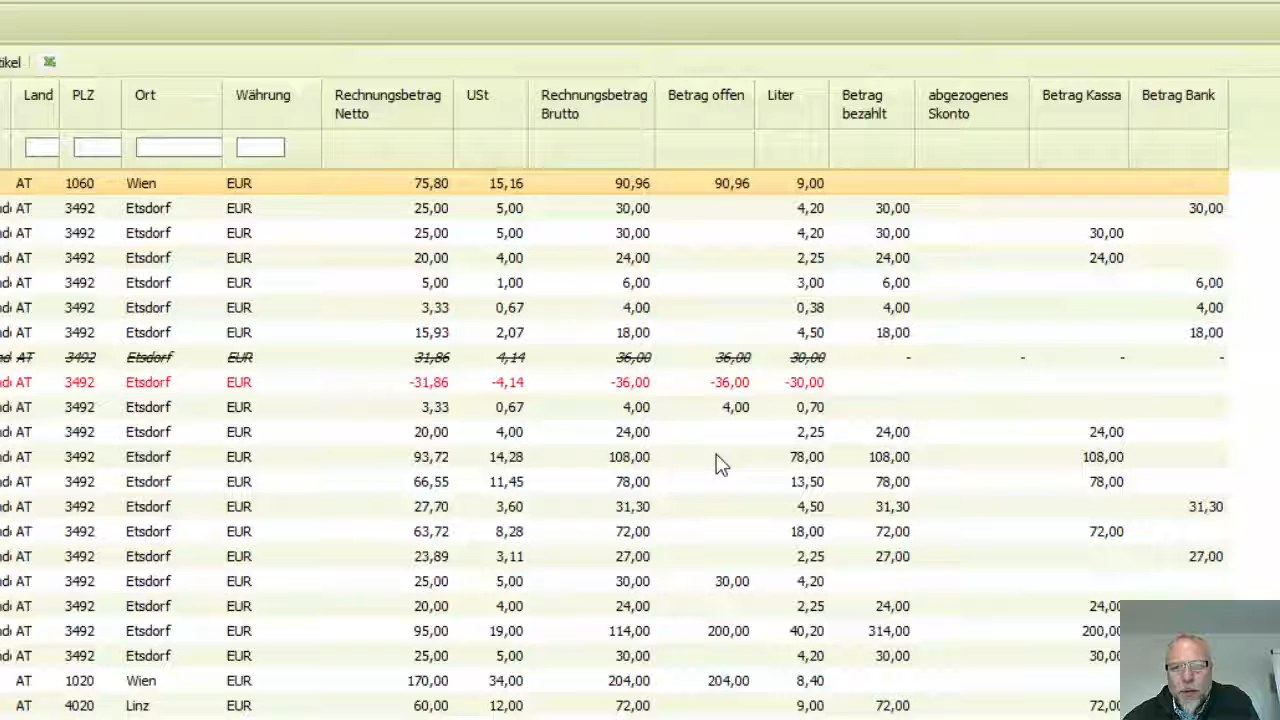 tikel
Land PLZ Ort Währung Rechnungsbetrag Netto USt Rechnungsbetrag Brutto Betrag offen Liter Betrag bezahlt abgezogenes Skonto Betrag Kassa Betrag Bank
AT 1060 Wien EUR 75,80 15,16 90,96 90,96 9,00
AT 3492 Etsdorf EUR 25,00 5,00 30,00 4,20 30,00 30,00
AT 3492 Etsdorf EUR 25,00 5,00 30,00 4,20 30,00 30,00
AT 3492 Etsdorf EUR 20,00 4,00 24,00 2,25 24,00 24,00
AT 3492 Etsdorf EUR 5,00 1,00 6,00 3,00 6,00 6,00
AT 3492 Etsdorf EUR 3,33 0,67 4,00 0,38 4,00 4,00
AT 3492 Etsdorf EUR 15,93 2,07 18,00 4,50 18,00 18,00
AT 3492 Etsdorf EUR 31,86 4,14 36,00 36,00 30,00 - - - -
AT 3492 Etsdorf EUR -31,86 -4,14 -36,00 -36,00 -30,00
AT 3492 Etsdorf EUR 3,33 0,67 4,00 4,00 0,70
AT 3492 Etsdorf EUR 20,00 4,00 24,00 2,25 24,00 24,00
AT 3492 Etsdorf EUR 93,72 14,28 108,00 78,00 108,00 108,00
AT 3492 Etsdorf EUR 66,55 11,45 78,00 13,50 78,00 78,00
AT 3492 Etsdorf EUR 27,70 3,60 31,30 4,50 31,30 31,30
AT 3492 Etsdorf EUR 63,72 8,28 72,00 18,00 72,00 72,00
AT 3492 Etsdorf EUR 23,89 3,11 27,00 2,25 27,00 27,00
AT 3492 Etsdorf EUR 25,00 5,00 30,00 30,00 4,20
AT 3492 Etsdorf EUR 20,00 4,00 24,00 2,25 24,00 24,00
AT 3492 Etsdorf EUR 95,00 19,00 114,00 200,00 40,20 314,00 200,00
AT 3492 Etsdorf EUR 25,00 5,00 30,00 4,20 30,00 30,00
AT 1020 Wien EUR 170,00 34,00 204,00 204,00 8,40
AT 4020 Linz EUR 60,00 12,00 72,00 9,00 72,00 72,00